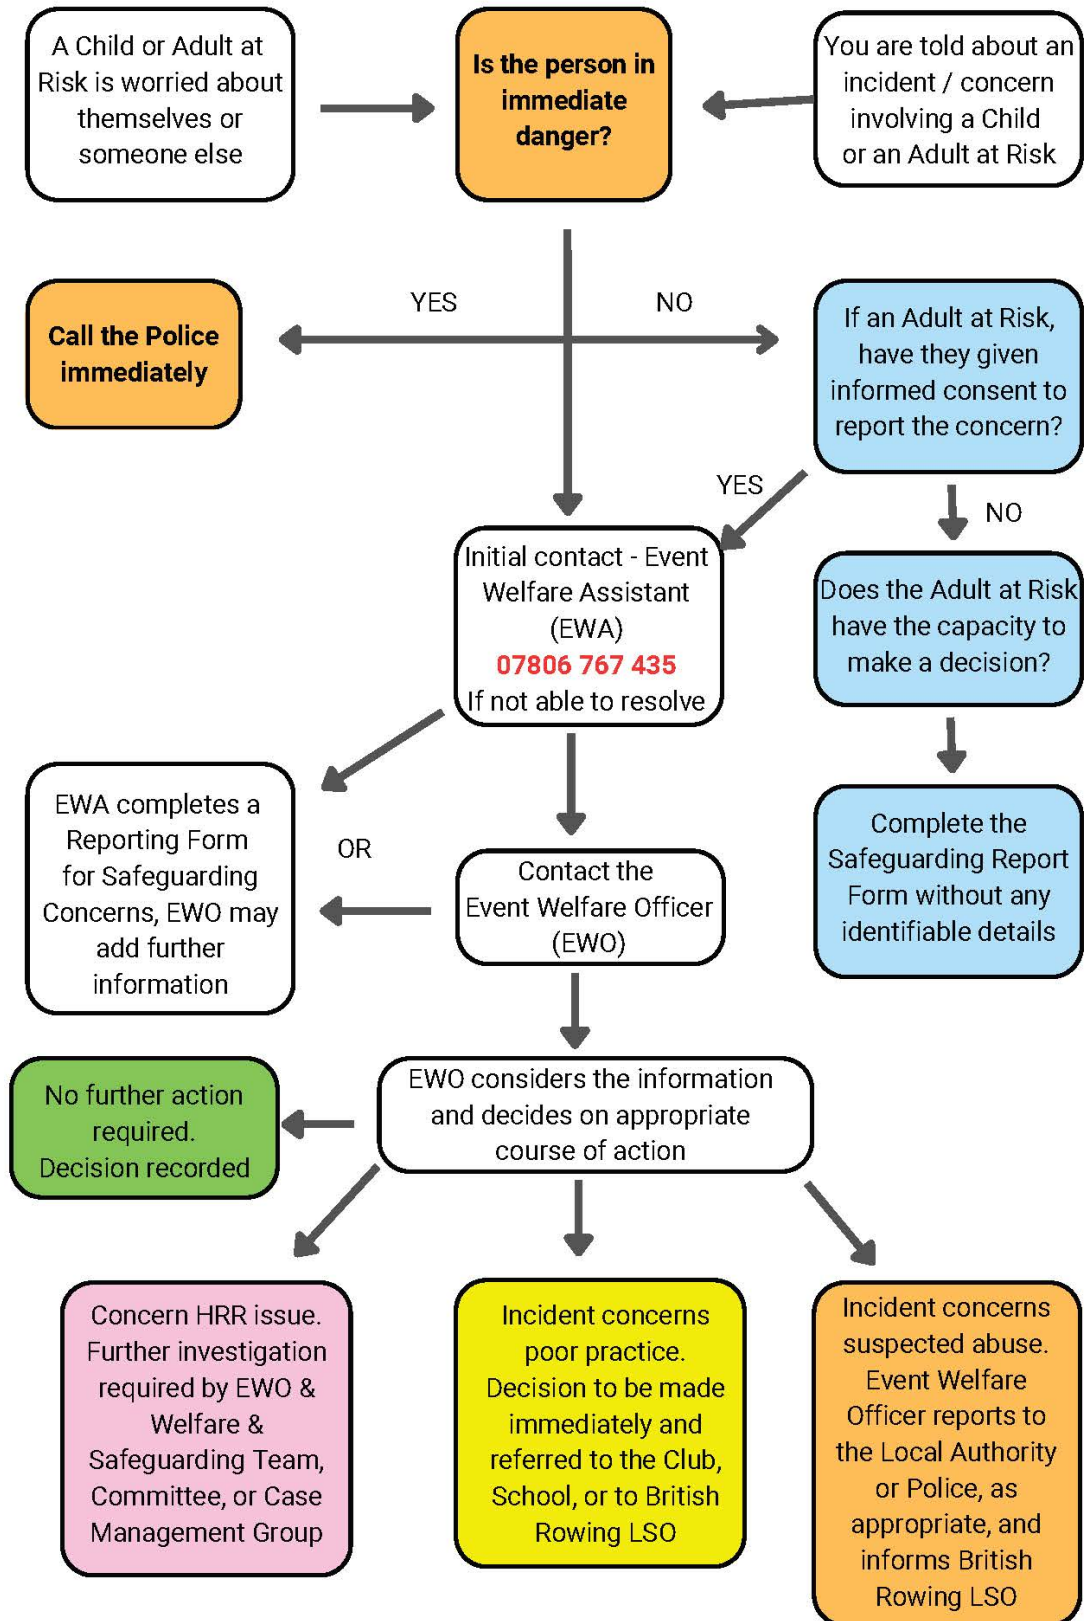 A Child or Adult at
Risk is worried about
themselves or
someone else
Is the person in
immediate
danger?
You are told about an
incident / concern
involving a Child
or an Adult at Risk
YES
NO
Call the Police
immediately
If an Adult at Risk,
have they given
informed consent to
report the concern?
YES
NO
Initial contact - Event
Welfare Assistant
(EWA)
07806 767 435
If not able to resolve
Does the Adult at Risk
have the capacity to
make a decision?
EWA completes a
Reporting Form
for Safeguarding
Concerns, EWO may
add further
information
OR
Contact the
Event Welfare Officer
(EWO)
Complete the
Safeguarding Report
Form without any
identifiable details
No further action
required.
Decision recorded
EWO considers the information
and decides on appropriate
course of action
Concern HRR issue.
Further investigation
required by EWO &
Welfare &
Safeguarding Team,
Committee, or Case
Management Group
Incident concerns
poor practice.
Decision to be made
immediately and
referred to the Club,
School, or to British
Rowing LSO
Incident concerns
suspected abuse.
Event Welfare
Officer reports to
the Local Authority
or Police, as
appropriate, and
informs British
Rowing LSO